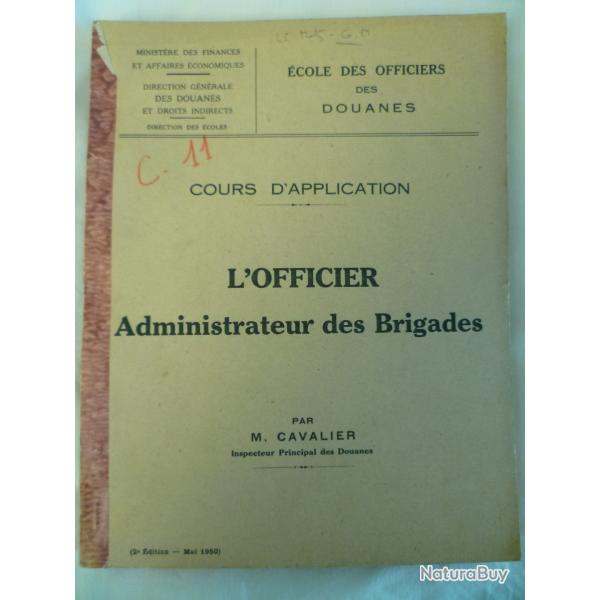 MINISTÈRE DES FINANCES
ET AFFAIRES ÉCONOMIQUES
DIRECTION GÉNÉRALE
DES DOUANES
ET DROITS INDIRECTS
DIRECTION DES ÉCOLES
ÉCOLE DES OFFICIERS
DES
DOUANES
C. 11
COURS D'APPLICATION
L'OFFICIER
Administrateur des Brigades
PAR
M. CAVALIER
Inspecteur Principal des Douanes
(2e Édition — Mai 1950)
NaturaBuy